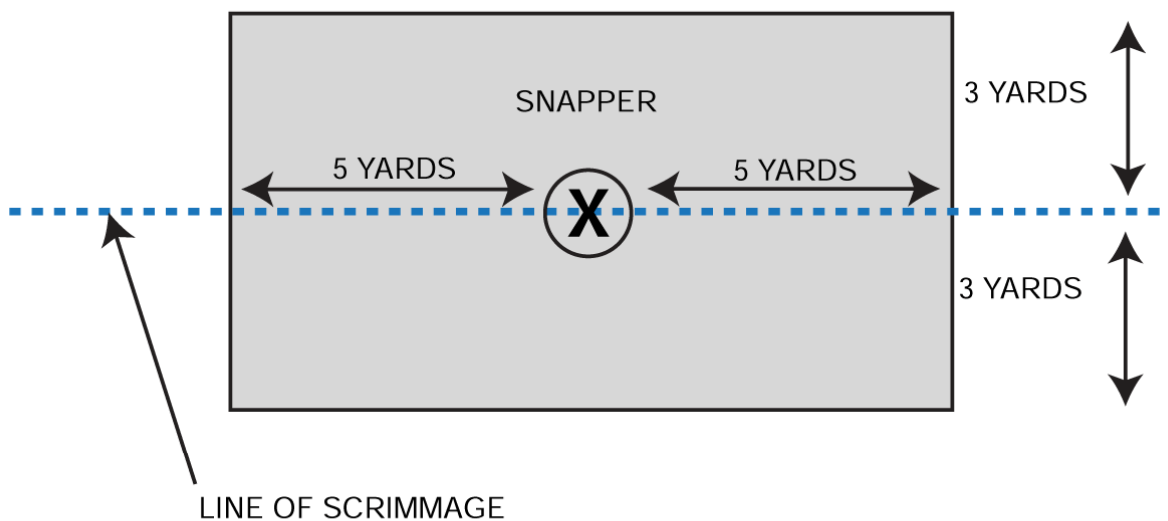 SNAPPER
3 YARDS
5 YARDS
5 YARDS
X
3 YARDS
LINE OF SCRIMMAGE